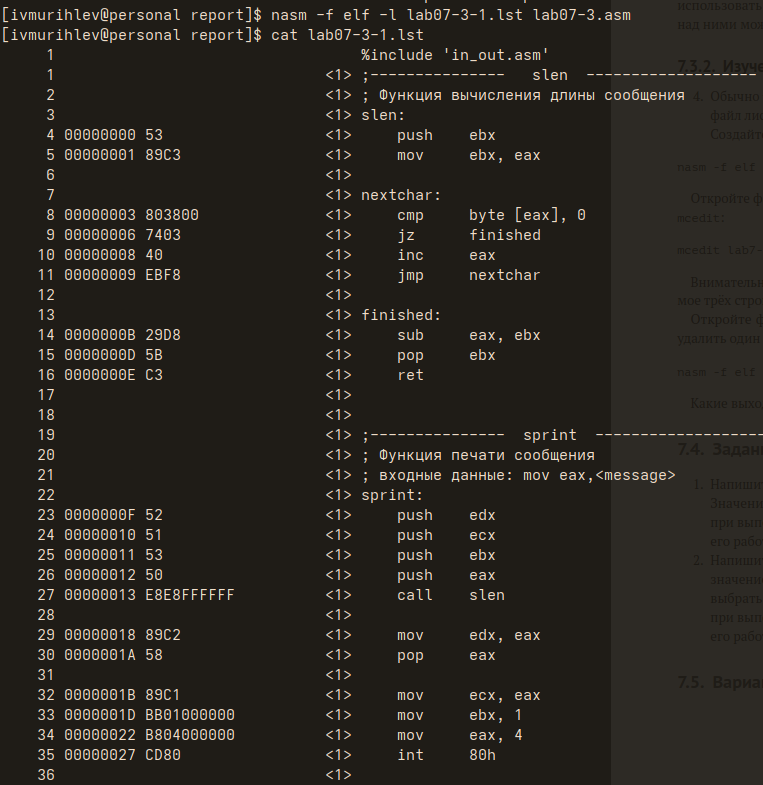 [ivmurihlev@personal report]$ nasm -f elf -l lab07-3-1.lst lab07-3.asm
[ivmurihlev@personal report]$ cat lab07-3-1.lst
1 %include 'in_out.asm'
1 <1> ;--------------- slen -------------------
2 <1> ; Функция вычисления длины сообщения
3 <1> slen:
4 00000000 53 <1> push ebx
5 00000001 89C3 <1> mov ebx, eax
6 <1>
7 <1> nextchar:
8 00000003 803800 <1> cmp byte [eax], 0
9 00000006 7403 <1> jz finished
10 00000008 40 <1> inc eax
11 00000009 EBF8 <1> jmp nextchar
12 <1>
13 <1> finished:
14 0000000B 29D8 <1> sub eax, ebx
15 0000000D 5B <1> pop ebx
16 0000000E C3 <1> ret
17 <1>
18 <1>
19 <1> ;--------------- sprint -------------------
20 <1> ; Функция печати сообщения
21 <1> ; входные данные: mov eax,<message>
22 <1> sprint:
23 0000000F 52 <1> push edx
24 00000010 51 <1> push ecx
25 00000011 53 <1> push ebx
26 00000012 50 <1> push eax
27 00000013 E8E8FFFFFF <1> call slen
28 <1>
29 00000018 89C2 <1> mov edx, eax
30 0000001A 58 <1> pop eax
31 <1>
32 0000001B 89C1 <1> mov ecx, eax
33 0000001D BB01000000 <1> mov ebx, 1
34 00000022 B804000000 <1> mov eax, 4
35 00000027 CD80 <1> int 80h
36 <1>
использовать
над ними
7.3.2. Изуче
4. Обычно
файл
Создайт
nasm -f elf
Откройте ф
mcedit:
mcedit lab7-
Внимательн
мое трех стро
Откройте ф
удалить один
nasm -f elf
Какие выхо
7.4. Задан
1. Напишит
Значени
при вып
его рабо
2. Напишит
значени
выбрать
при вып
его рабо
7.5. Вариа